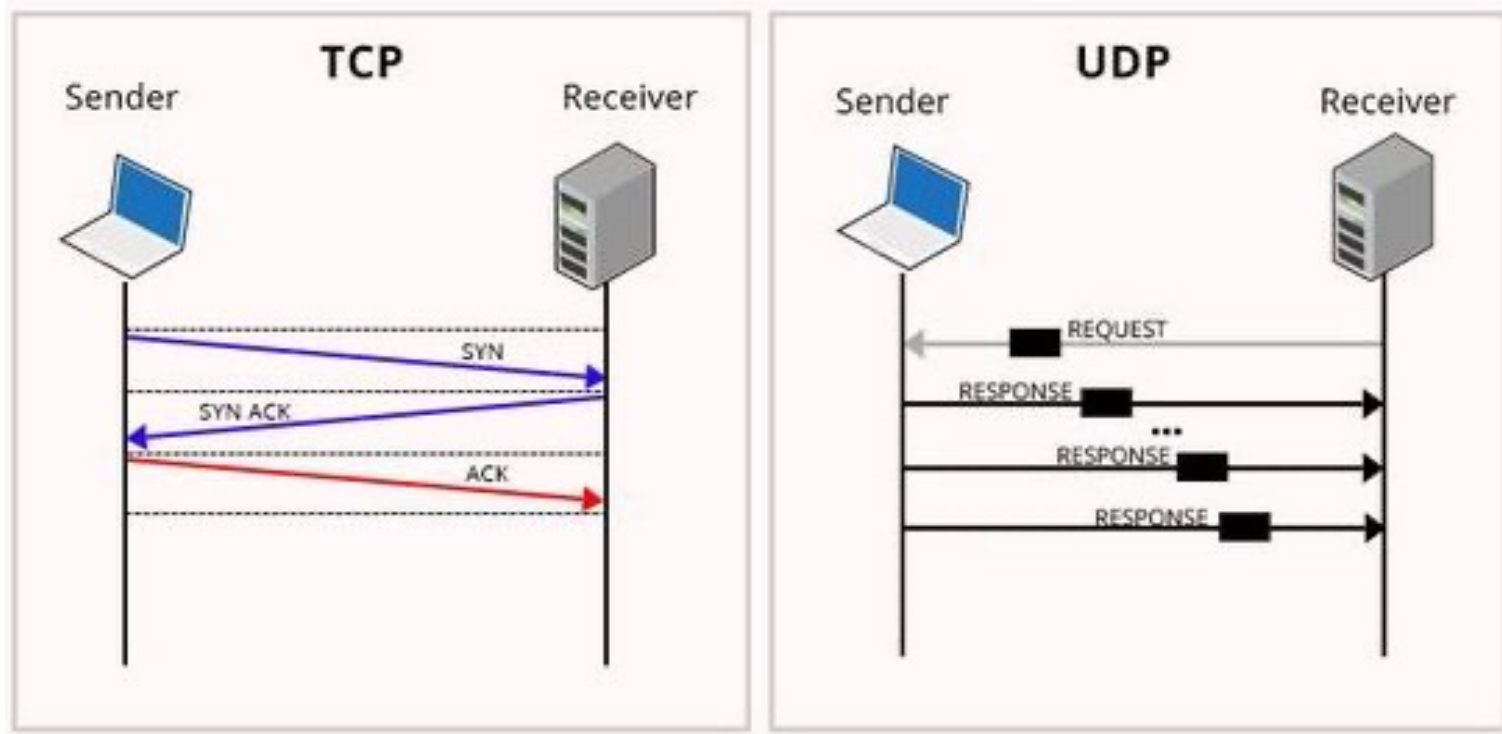 TCP
Sender
Receiver
SYN
SYN ACK
ACK
UDP
Sender
Receiver
REQUEST
RESPONSE
...
RESPONSE
RESPONSE